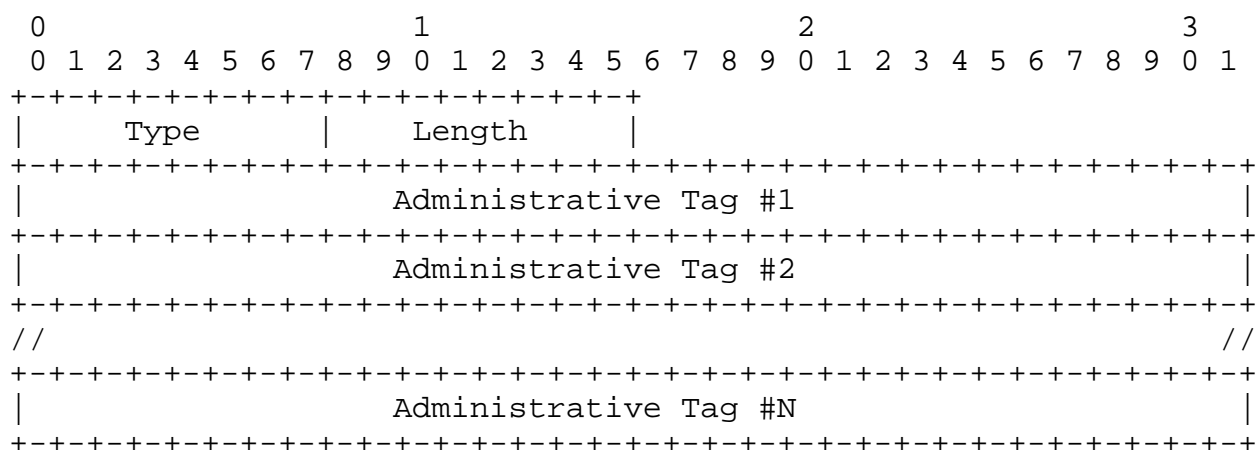 0                   1                   2                   3
 0 1 2 3 4 5 6 7 8 9 0 1 2 3 4 5 6 7 8 9 0 1 2 3 4 5 6 7 8 9 0 1
+-+-+-+-+-+-+-+-+-+-+-+-+-+-+-+-+
|     Type      |    Length     |
+-+-+-+-+-+-+-+-+-+-+-+-+-+-+-+-+-+-+-+-+-+-+-+-+-+-+-+-+-+-+-+-+
|                   Administrative Tag #1                       |
+-+-+-+-+-+-+-+-+-+-+-+-+-+-+-+-+-+-+-+-+-+-+-+-+-+-+-+-+-+-+-+-+
|                   Administrative Tag #2                       |
+-+-+-+-+-+-+-+-+-+-+-+-+-+-+-+-+-+-+-+-+-+-+-+-+-+-+-+-+-+-+-+-+
//                                                             //
+-+-+-+-+-+-+-+-+-+-+-+-+-+-+-+-+-+-+-+-+-+-+-+-+-+-+-+-+-+-+-+-+
|                   Administrative Tag #N                       |
+-+-+-+-+-+-+-+-+-+-+-+-+-+-+-+-+-+-+-+-+-+-+-+-+-+-+-+-+-+-+-+-+